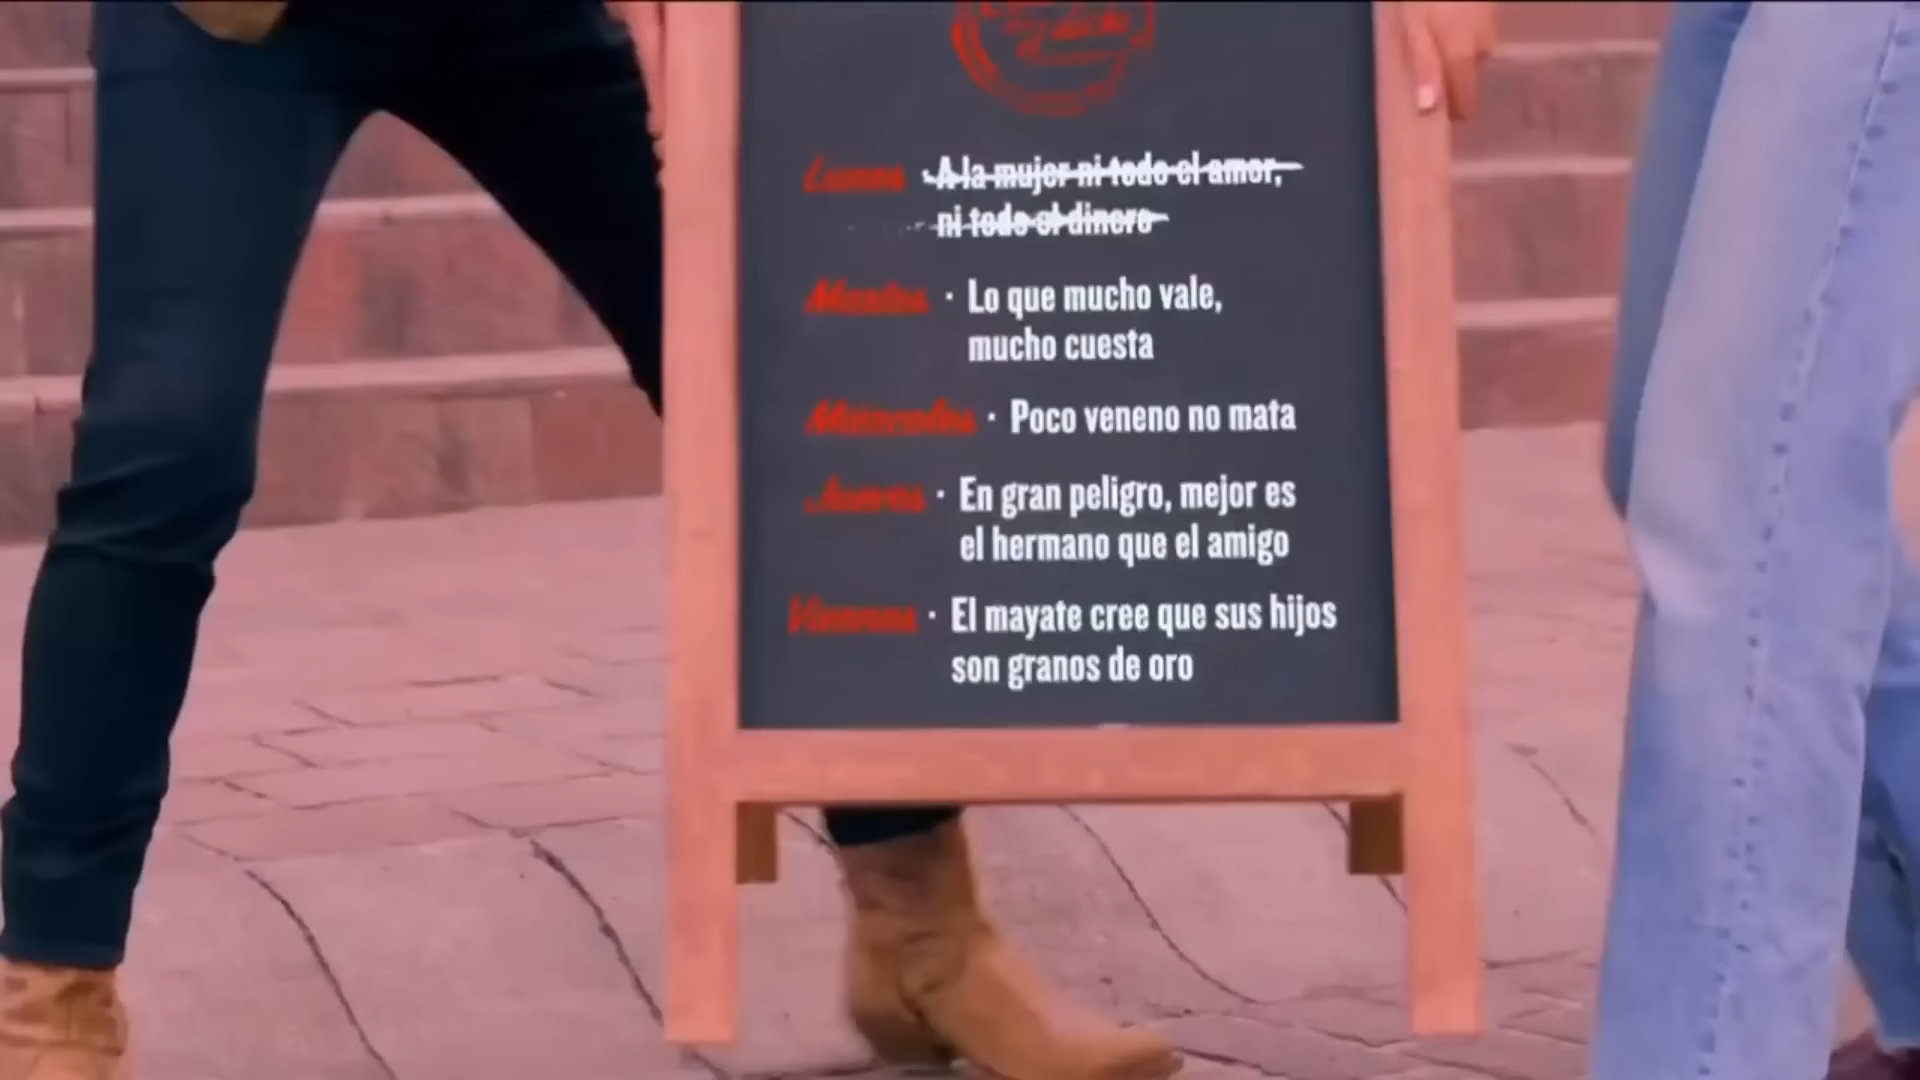 Lunes · A la mujer ni todo el amor,
ni todo el dinero
Martes · Lo que mucho vale,
mucho cuesta
Miércoles · Poco veneno no mata
Jueves · En gran peligro, mejor es
el hermano que el amigo
Viernes · El mayate cree que sus hijos
son granos de oro